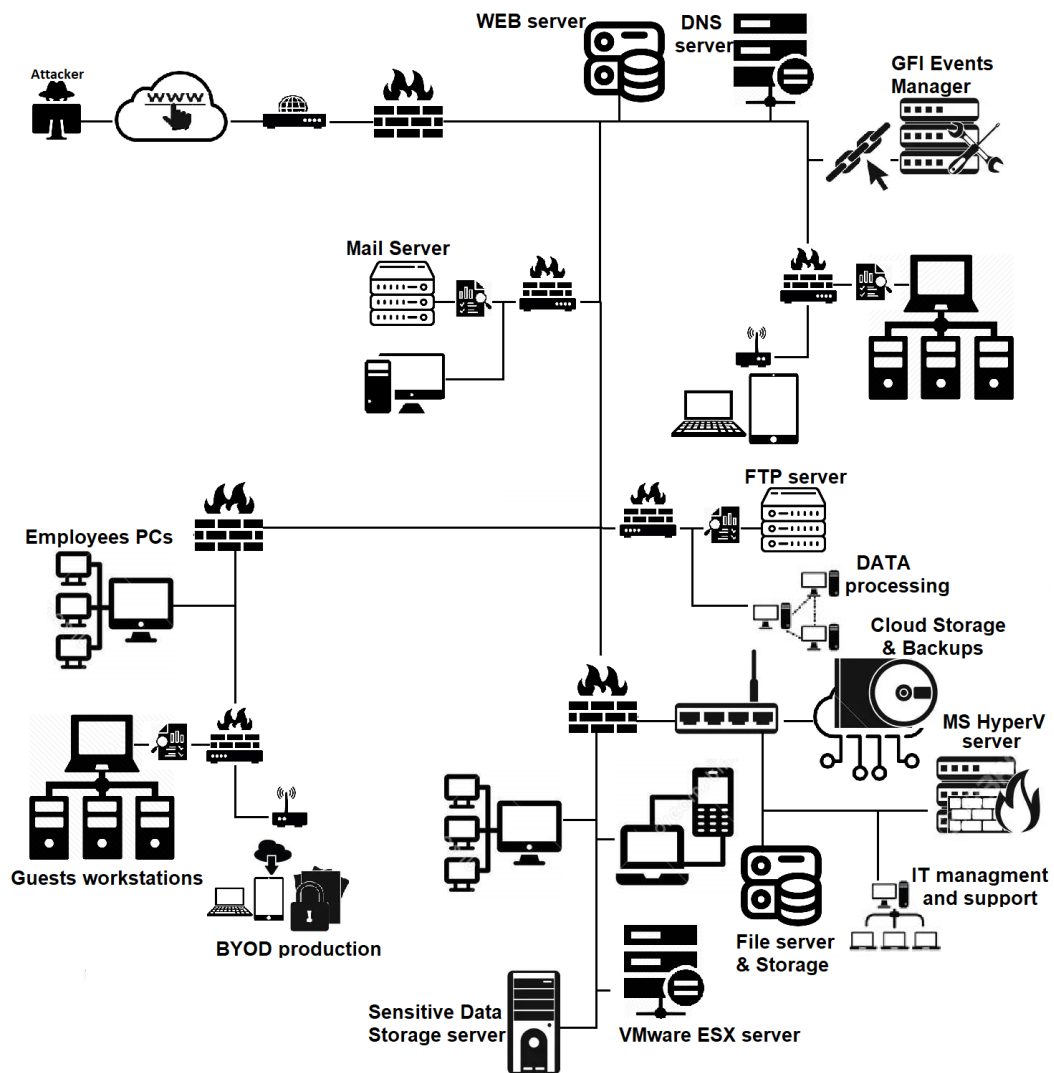 WEB server
DNS
server
GFI Events
Manager
Attacker
www
Mail Server
FTP server
Employees PCs
DATA
processing
Cloud Storage
& Backups
MS HyperV
server
Guests workstations
IT managment
and support
BYOD production
File server
& Storage
Sensitive Data
Storage server
VMware ESX server